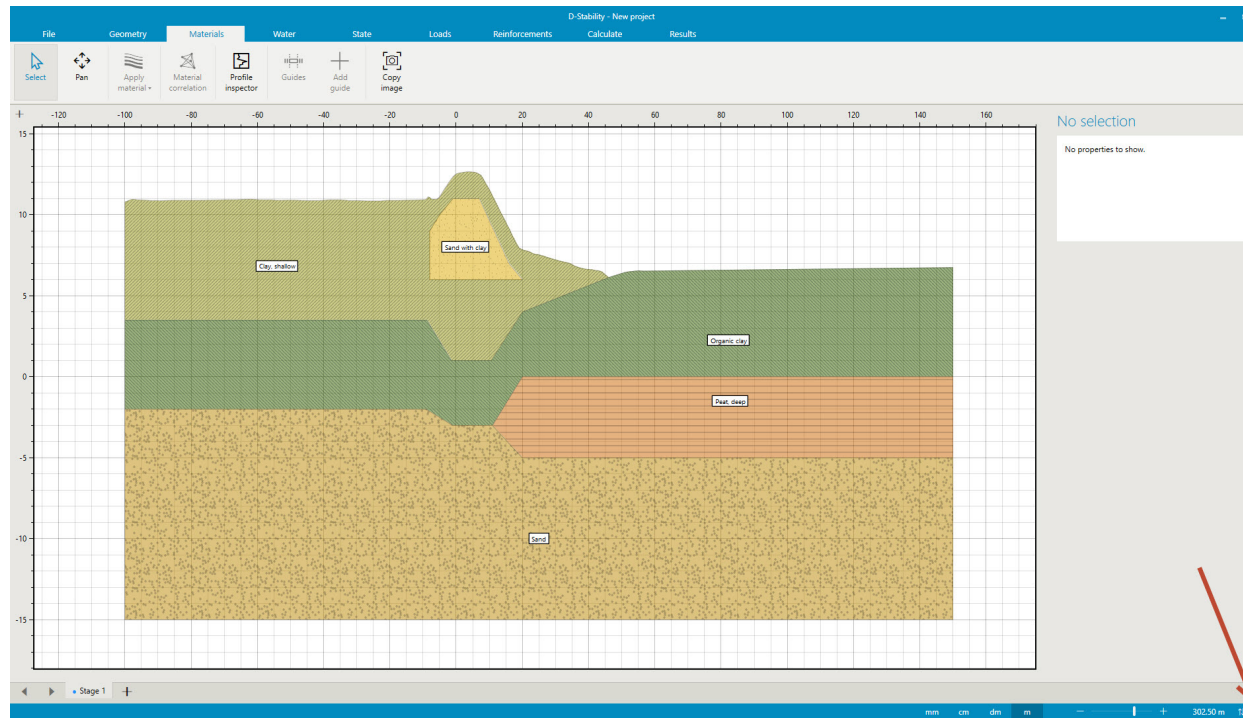 D-Stability - New project
File Geometry Materials Water State Loads Reinforcements Calculate Results
Select Pan Apply material Material correlation Profile inspector Guides Add guide Copy image
-120 -100 -80 -60 -40 -20 0 20 40 60 80 100 120 140 160
No selection
No properties to show.
15
10
5
0
-5
-10
-15
Sand with clay
Clay, shallow
Organic clay
Peat, deep
Sand
Stage 1
mm cm dm m 302.50 m